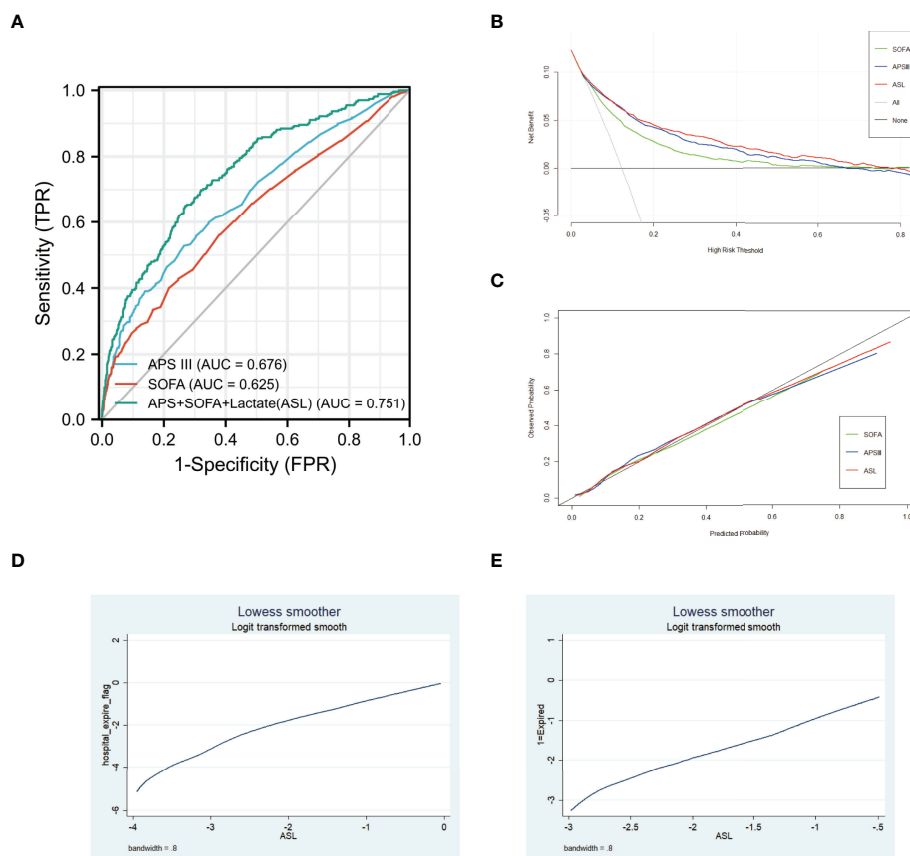 A
1.0
0.8
0.6
0.4
0.2
0.0
Sensitivity (TPR)
APS III (AUC = 0.676)
SOFA (AUC = 0.625)
APS+SOFA+Lactate(ASL) (AUC = 0.751)
0.0 0.2 0.4 0.6 0.8 1.0
1-Specificity (FPR)
B
0.10
0.05
0.00
-0.05
Net Benefit
SOFA
APSIII
ASL
All
None
0.0 0.2 0.4 0.6 0.8
High Risk Threshold
C
1.0
0.8
0.6
0.4
0.2
0.0
Observed Probability
SOFA
APSIII
ASL
0.0 0.2 0.4 0.6 0.8 1.0
Predicted Probability
D
Lowess smoother
Logit transformed smooth
2
0
-2
-4
-6
hospital_expire_flag
-4 -3 -2 -1 0
ASL
bandwidth = .8
E
Lowess smoother
Logit transformed smooth
1
0
-1
-2
-3
1=Expired
-3 -2.5 -2 -1.5 -1 -.5
ASL
bandwidth = .8